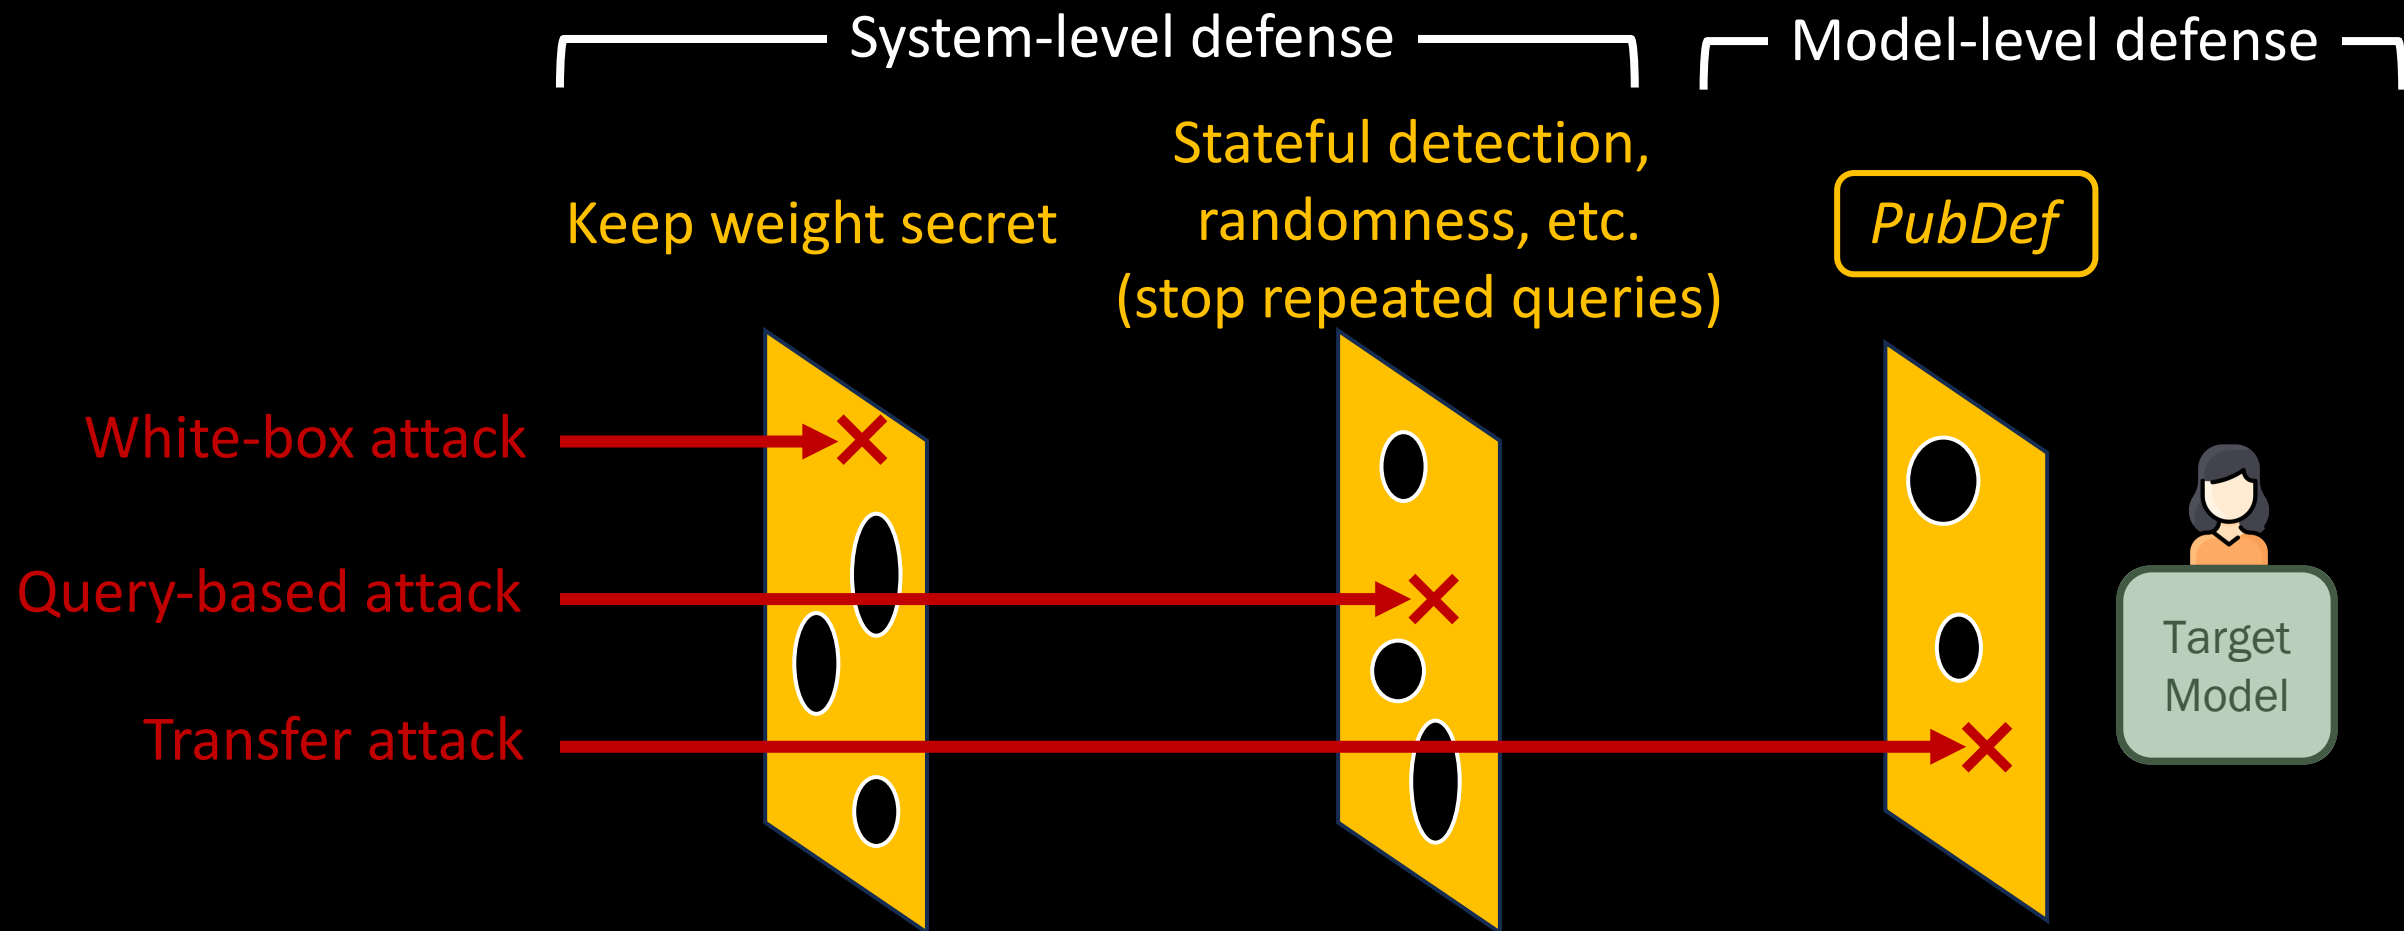 System-level defense
Model-level defense
Keep weight secret
Stateful detection,
randomness, etc.
(stop repeated queries)
PubDef
White-box attack
Query-based attack
Transfer attack
Target
Model